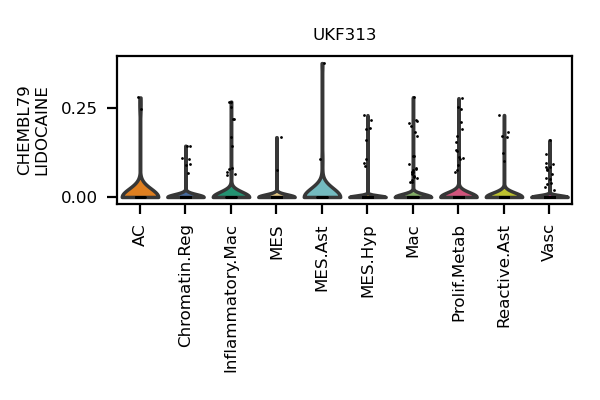 UKF313
CHEMBL79
LIDOCAINE
0.25
0.00
AC
Chromatin.Reg
Inflammatory.Mac
MES
MES.Ast
MES.Hyp
Mac
Prolif.Metab
Reactive.Ast
Vasc